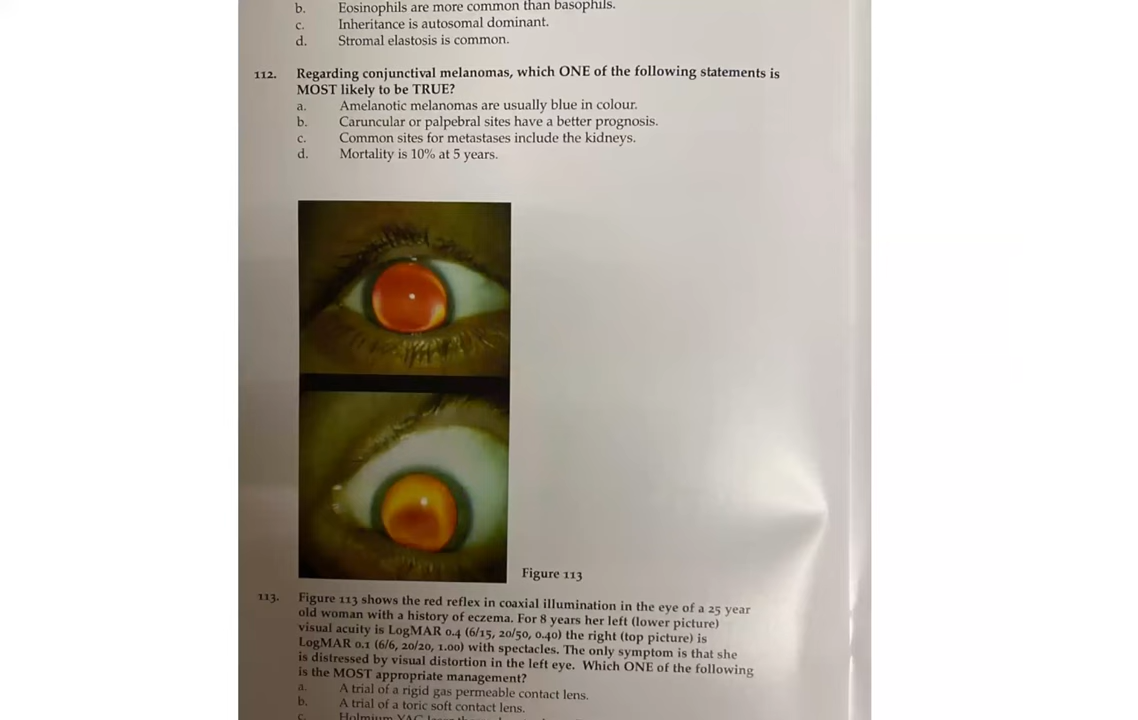 b. Eosinophils are more common than basophils.
c. Inheritance is autosomal dominant.
d. Stromal elastosis is common.
112. Regarding conjunctival melanomas, which ONE of the following statements is
MOST likely to be TRUE?
a. Amelanotic melanomas are usually blue in colour.
b. Caruncular or palpebral sites have a better prognosis.
c. Common sites for metastases include the kidneys.
d. Mortality is 10% at 5 years.
Figure 113
113. Figure 113 shows the red reflex in coaxial illumination in the eye of a 25 year
old woman with a history of eczema. For 8 years her left (lower picture)
visual acuity is LogMAR 0.4 (6/15, 20/50, 0.40) the right (top picture) is
LogMAR 0.1 (6/6, 20/20, 1.00) with spectacles. The only symptom is that she
is distressed by visual distortion in the left eye. Which ONE of the following
is the MOST appropriate management?
a. A trial of a rigid gas permeable contact lens.
b. A trial of a toric soft contact lens.
c. Holmium YAG laser